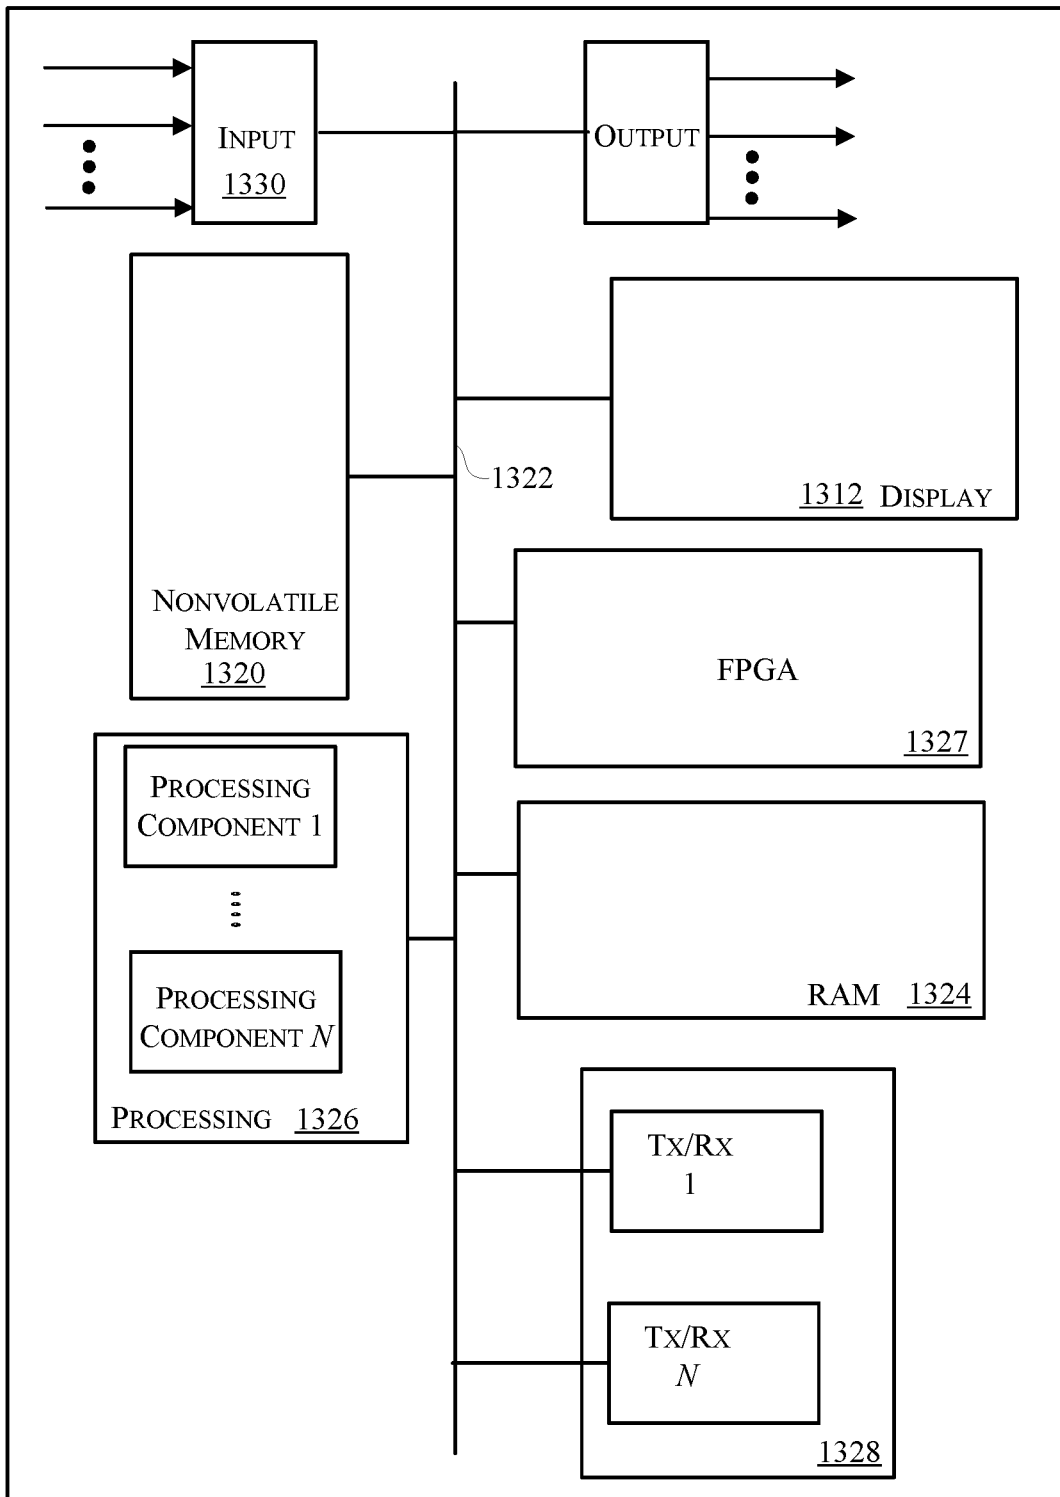 INPUT
1330
OUTPUT
1322
1312 DISPLAY
NONVOLATILE
MEMORY
1320
FPGA
1327
PROCESSING
COMPONENT 1
PROCESSING
COMPONENT N
PROCESSING 1326
RAM 1324
TX/RX
1
TX/RX
N
1328